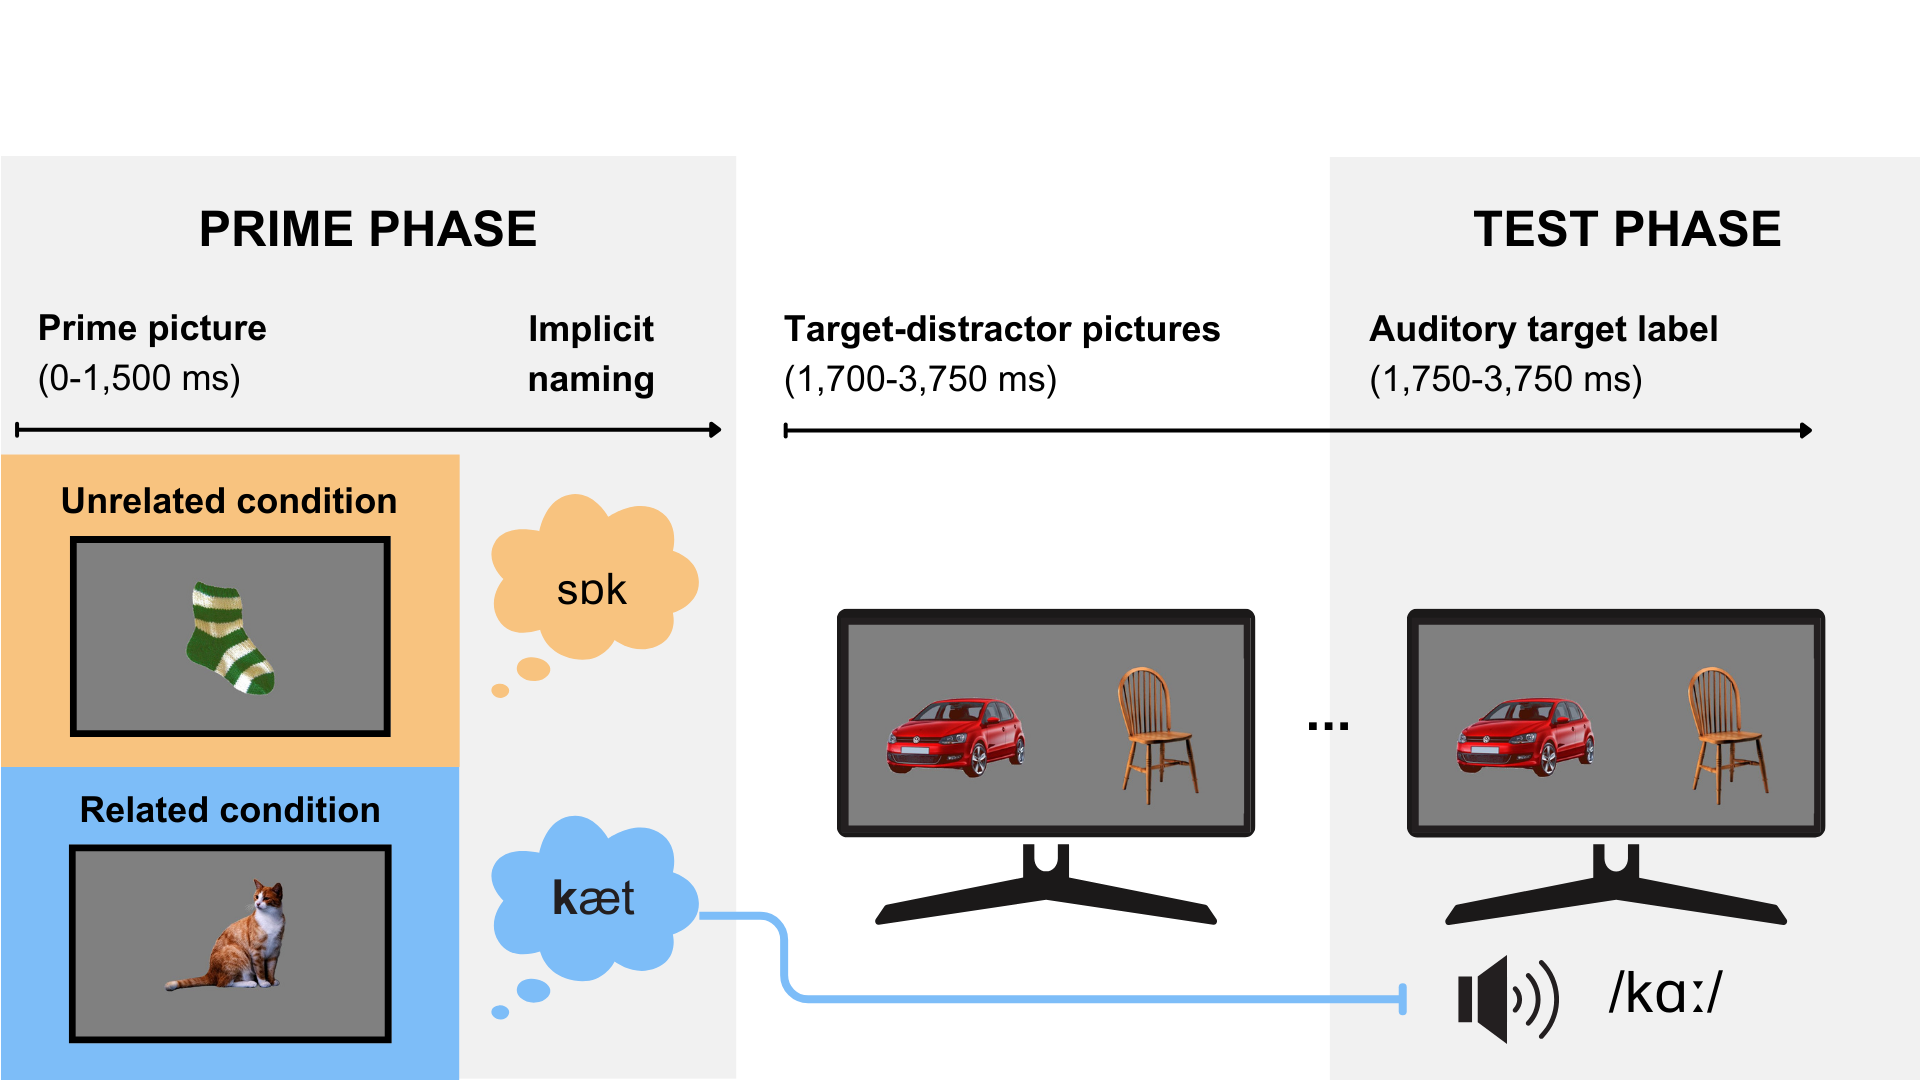 PRIME PHASE
Prime picture
(0-1,500 ms)
Implicit
naming
Unrelated condition
sɒk
Related condition
kæt
Target-distractor pictures
(1,700-3,750 ms)
...
TEST PHASE
Auditory target label
(1,750-3,750 ms)
/kɑː/